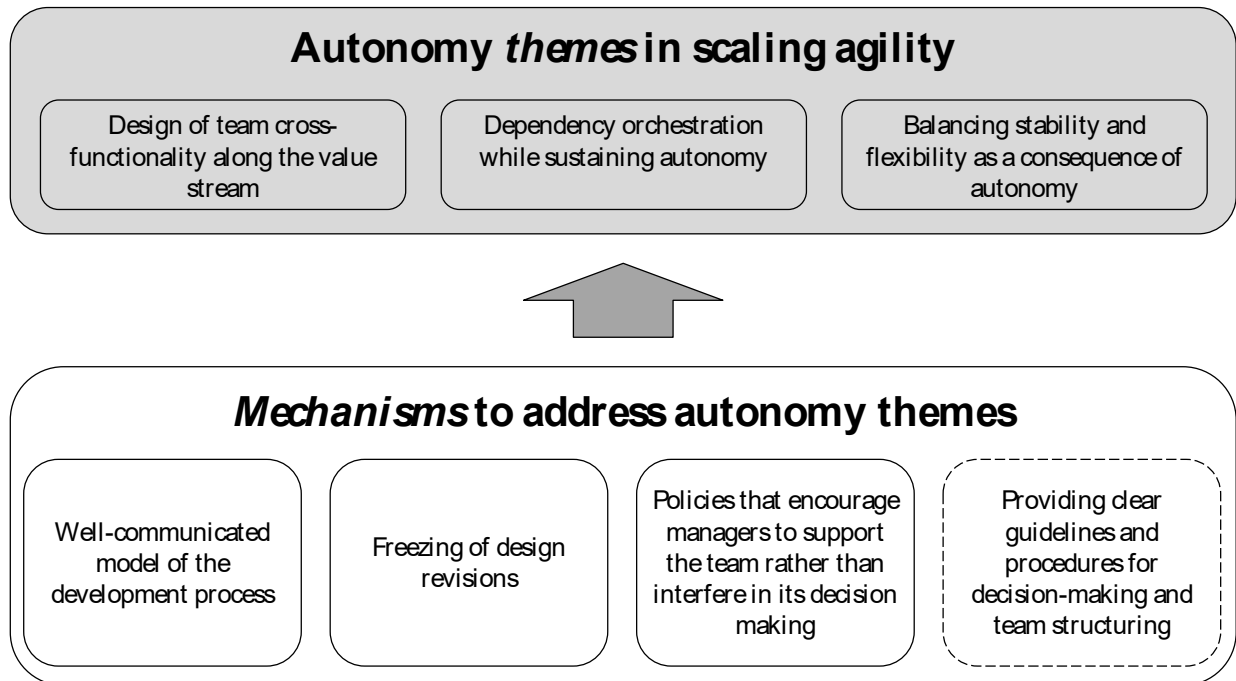 Autonomy themes in scaling agility
Design of team cross-
functionality along the value
stream
Dependency orchestration
while sustaining autonomy
Balancing stability and
flexibility as a consequence of
autonomy
Mechanisms to address autonomy themes
Well-communicated
model of the
development process
Freezing of design
revisions
Policies that encourage
managers to support
the team rather than
interfere in its decision
making
Providing clear
guidelines and
procedures for
decision-making and
team structuring